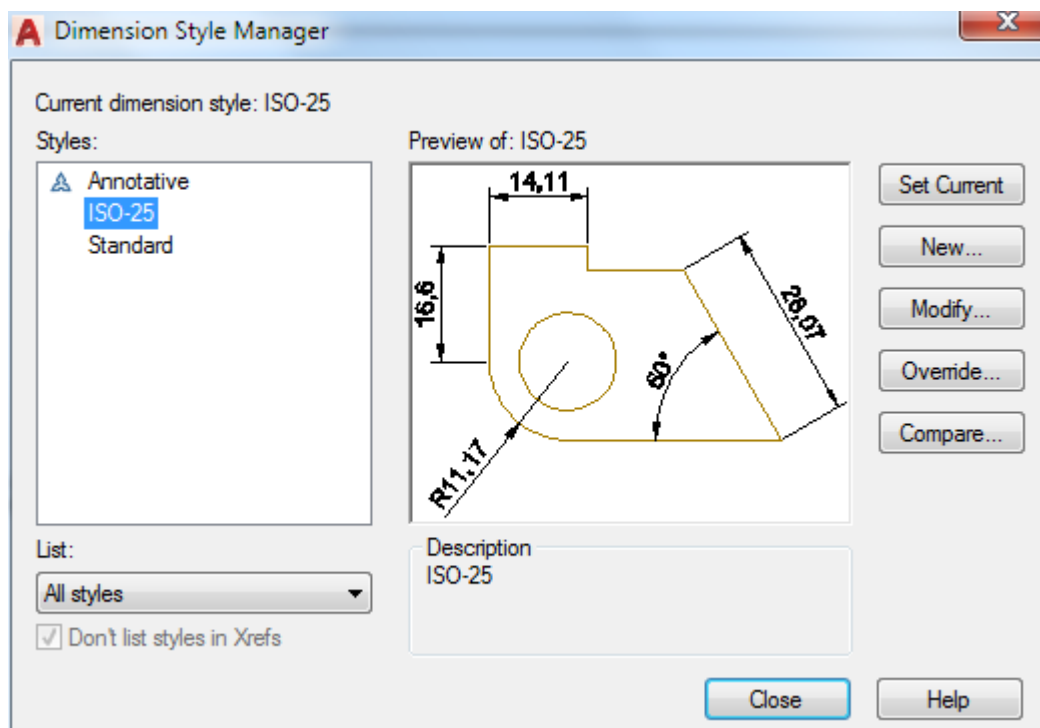 Dimension Style Manager
X
Current dimension style: ISO-25
Styles:
Annotative
ISO-25
Standard
List:
All styles
Don't list styles in Xrefs
Preview of: ISO-25
14,11
16,6
28,07
60°
R11,17
Description
ISO-25
Set Current
New...
Modify...
Override...
Compare...
Close
Help